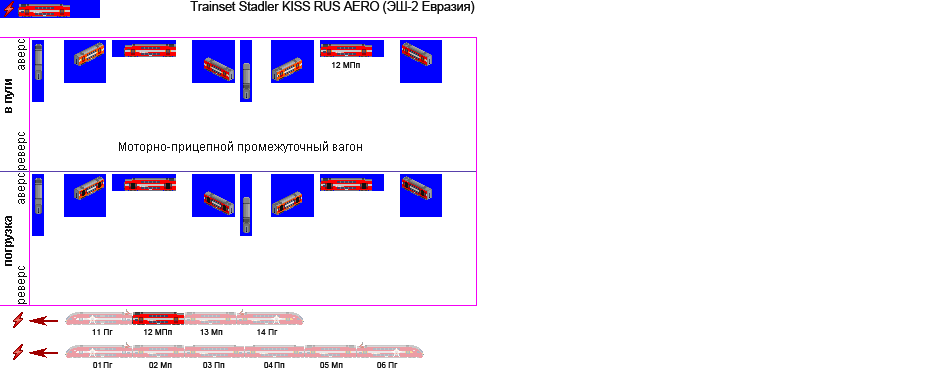 Trainset Stadler KISS RUS AERO (ЭШ-2 Евразия)
аверс
12 МПп
в пути
реверс
Моторно-прицепной промежуточный вагон
аверс
погрузка
реверс
11 Пг 12 МПп 13 Мп 14 Пг
01 Пг 02 Мп 03 Пп 04 Пп 05 Мп 06 Пг